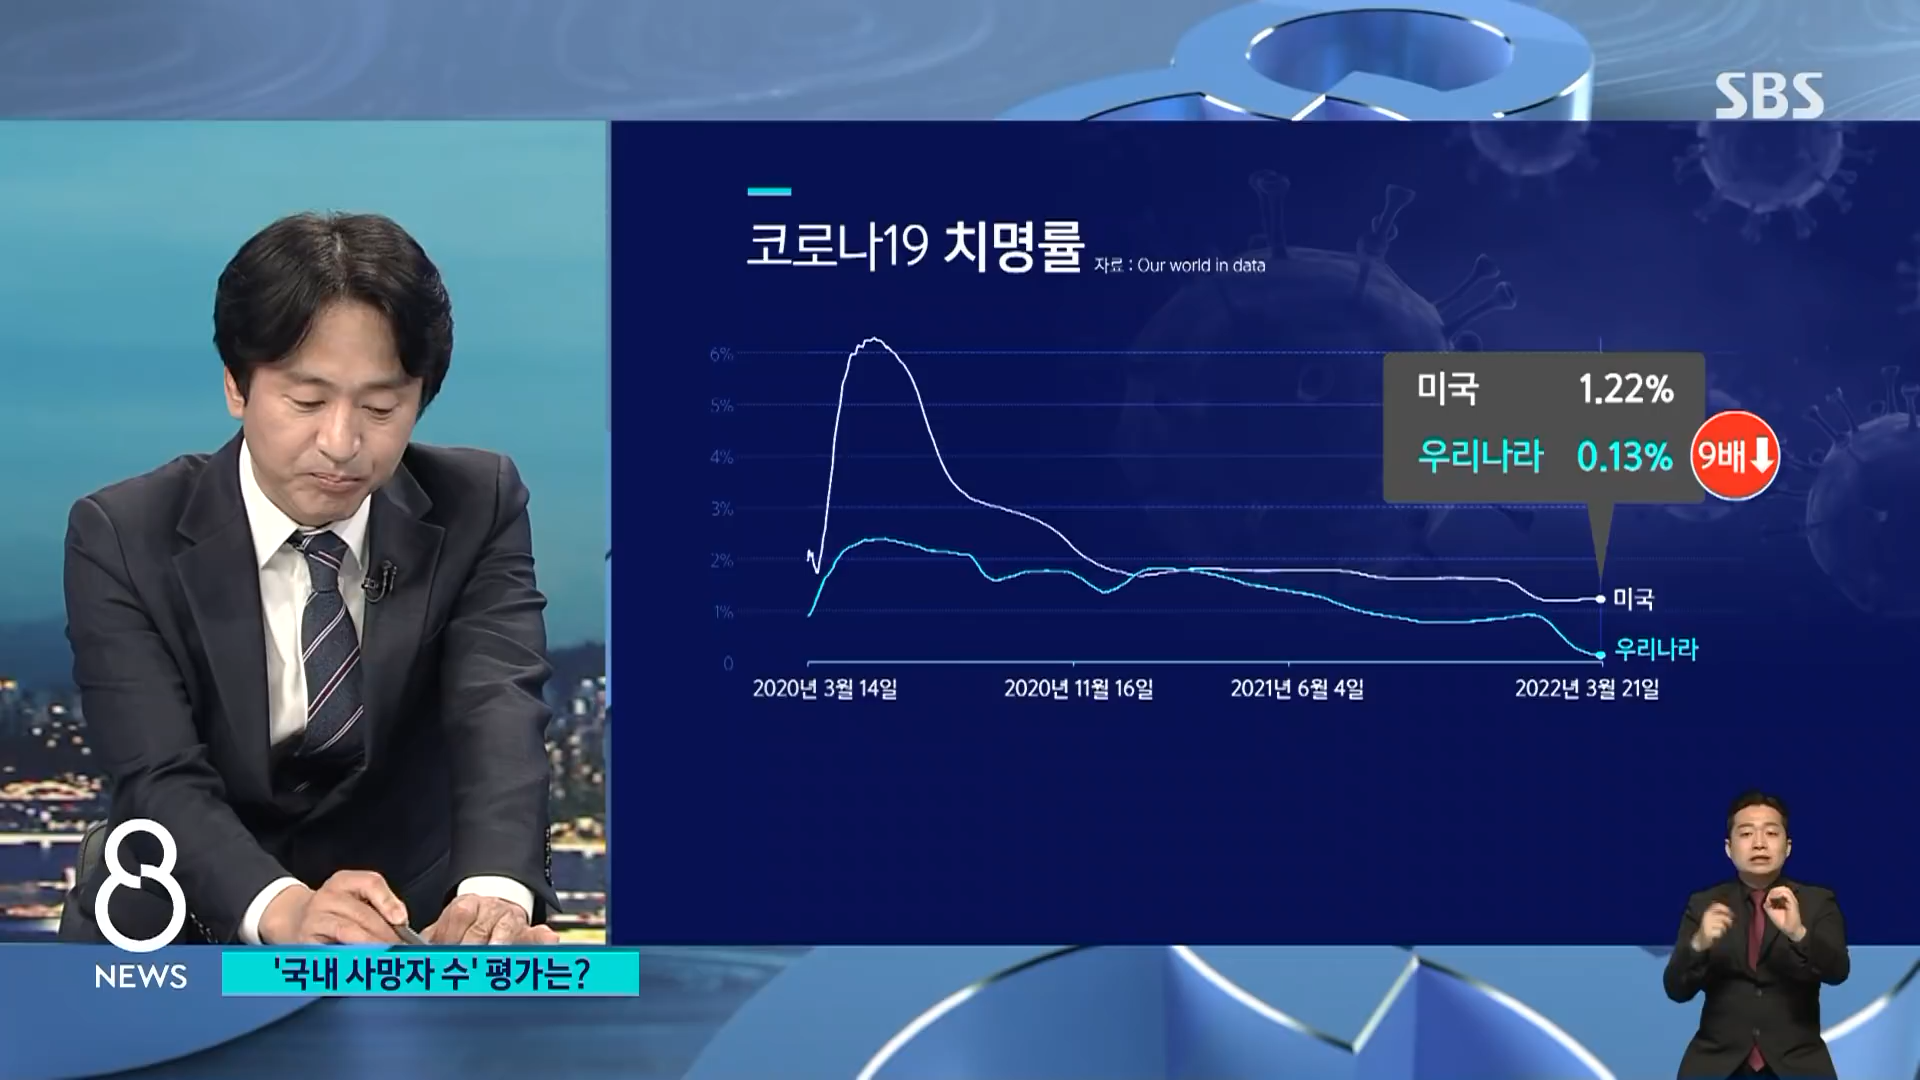 SBS
코로나19 치명률 자료 : Our world in data
6%
5%
4%
3%
2%
1%
0
미국 1.22%
우리나라 0.13%
9배
미국
우리나라
2020년 3월 14일 2020년 11월 16일 2021년 6월 4일 2022년 3월 21일
8
NEWS
'국내 사망자 수' 평가는?